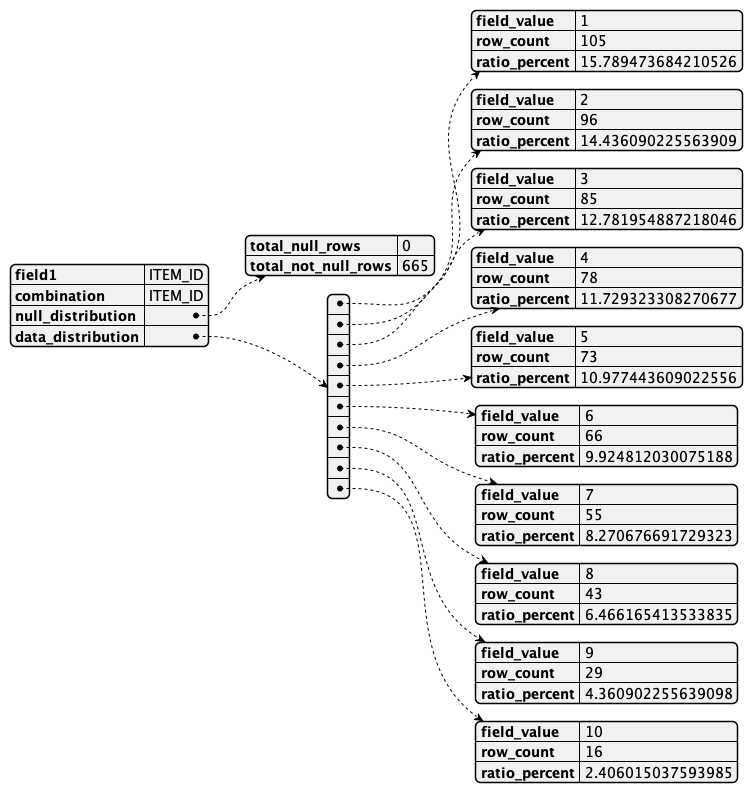 field1 ITEM_ID
combination ITEM_ID
null_distribution
data_distribution
total_null_rows 0
total_not_null_rows 665
field_value 1
row_count 105
ratio_percent 15.789473684210526
field_value 2
row_count 96
ratio_percent 14.436090225563909
field_value 3
row_count 85
ratio_percent 12.781954887218046
field_value 4
row_count 78
ratio_percent 11.729323308270677
field_value 5
row_count 73
ratio_percent 10.977443609022556
field_value 6
row_count 66
ratio_percent 9.924812030075188
field_value 7
row_count 55
ratio_percent 8.270676691729323
field_value 8
row_count 43
ratio_percent 6.466165413533835
field_value 9
row_count 29
ratio_percent 4.360902255639098
field_value 10
row_count 16
ratio_percent 2.406015037593985